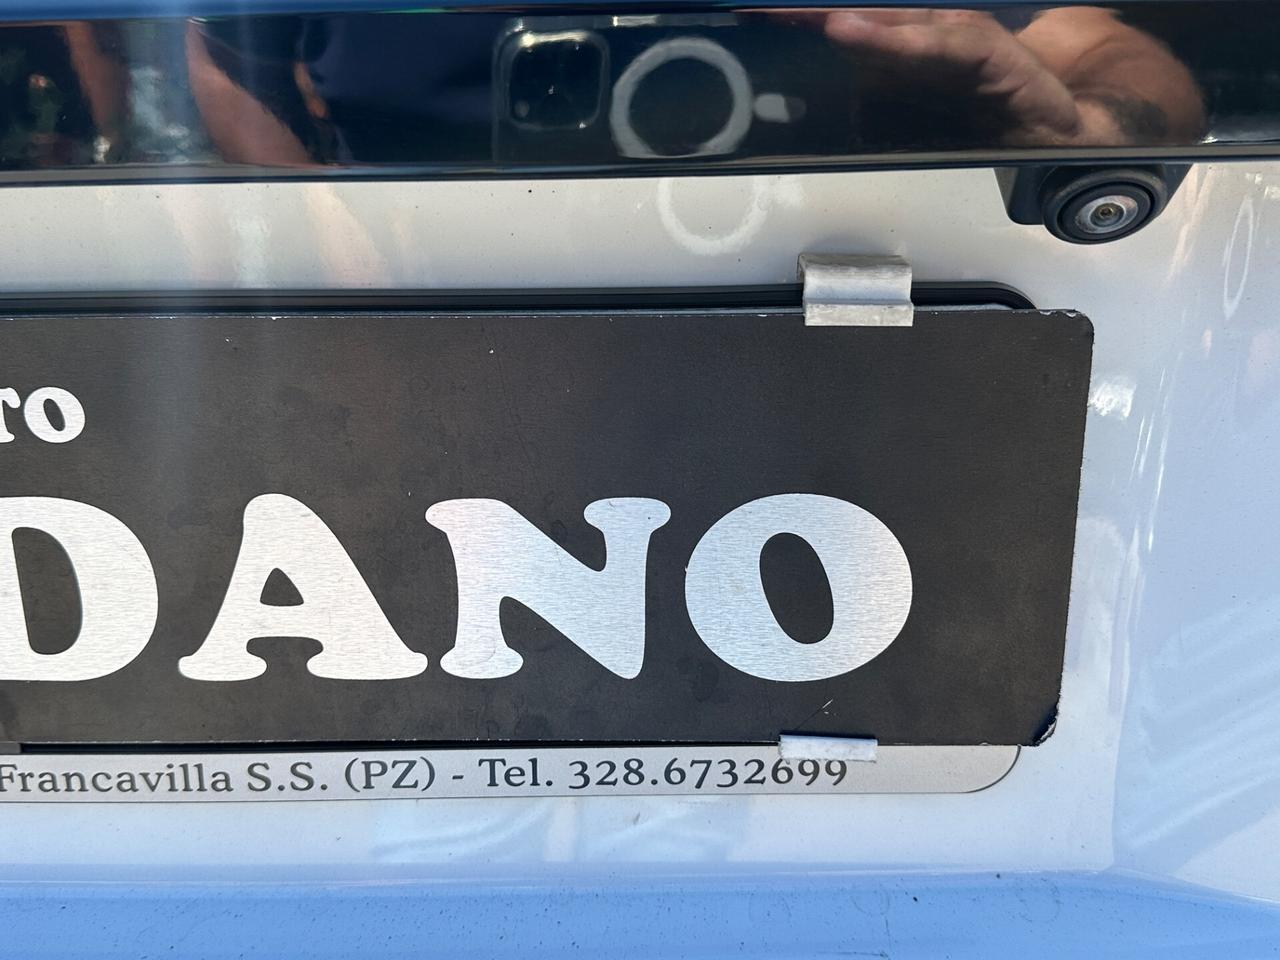 ro
DANO
Francavilla S.S. (PZ) - Tel. 328.6732699